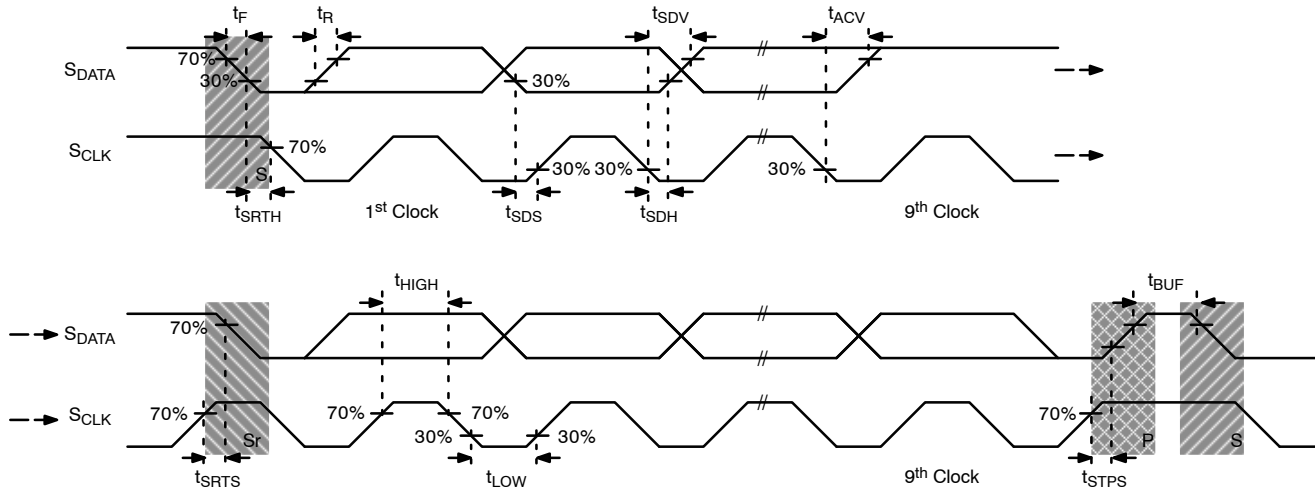 tF tR tSDV tACV
70%
SDATA
30% 30%
SCLK
70%
30% 30% 30%
S
tSRTH 1st Clock tSDS tSDH 9th Clock
tHIGH tBUF
SDATA
70%
SCLK
70% 70% 70% 70%
30% 30%
Sr P S
tSRTS tLOW 9th Clock tSTPS